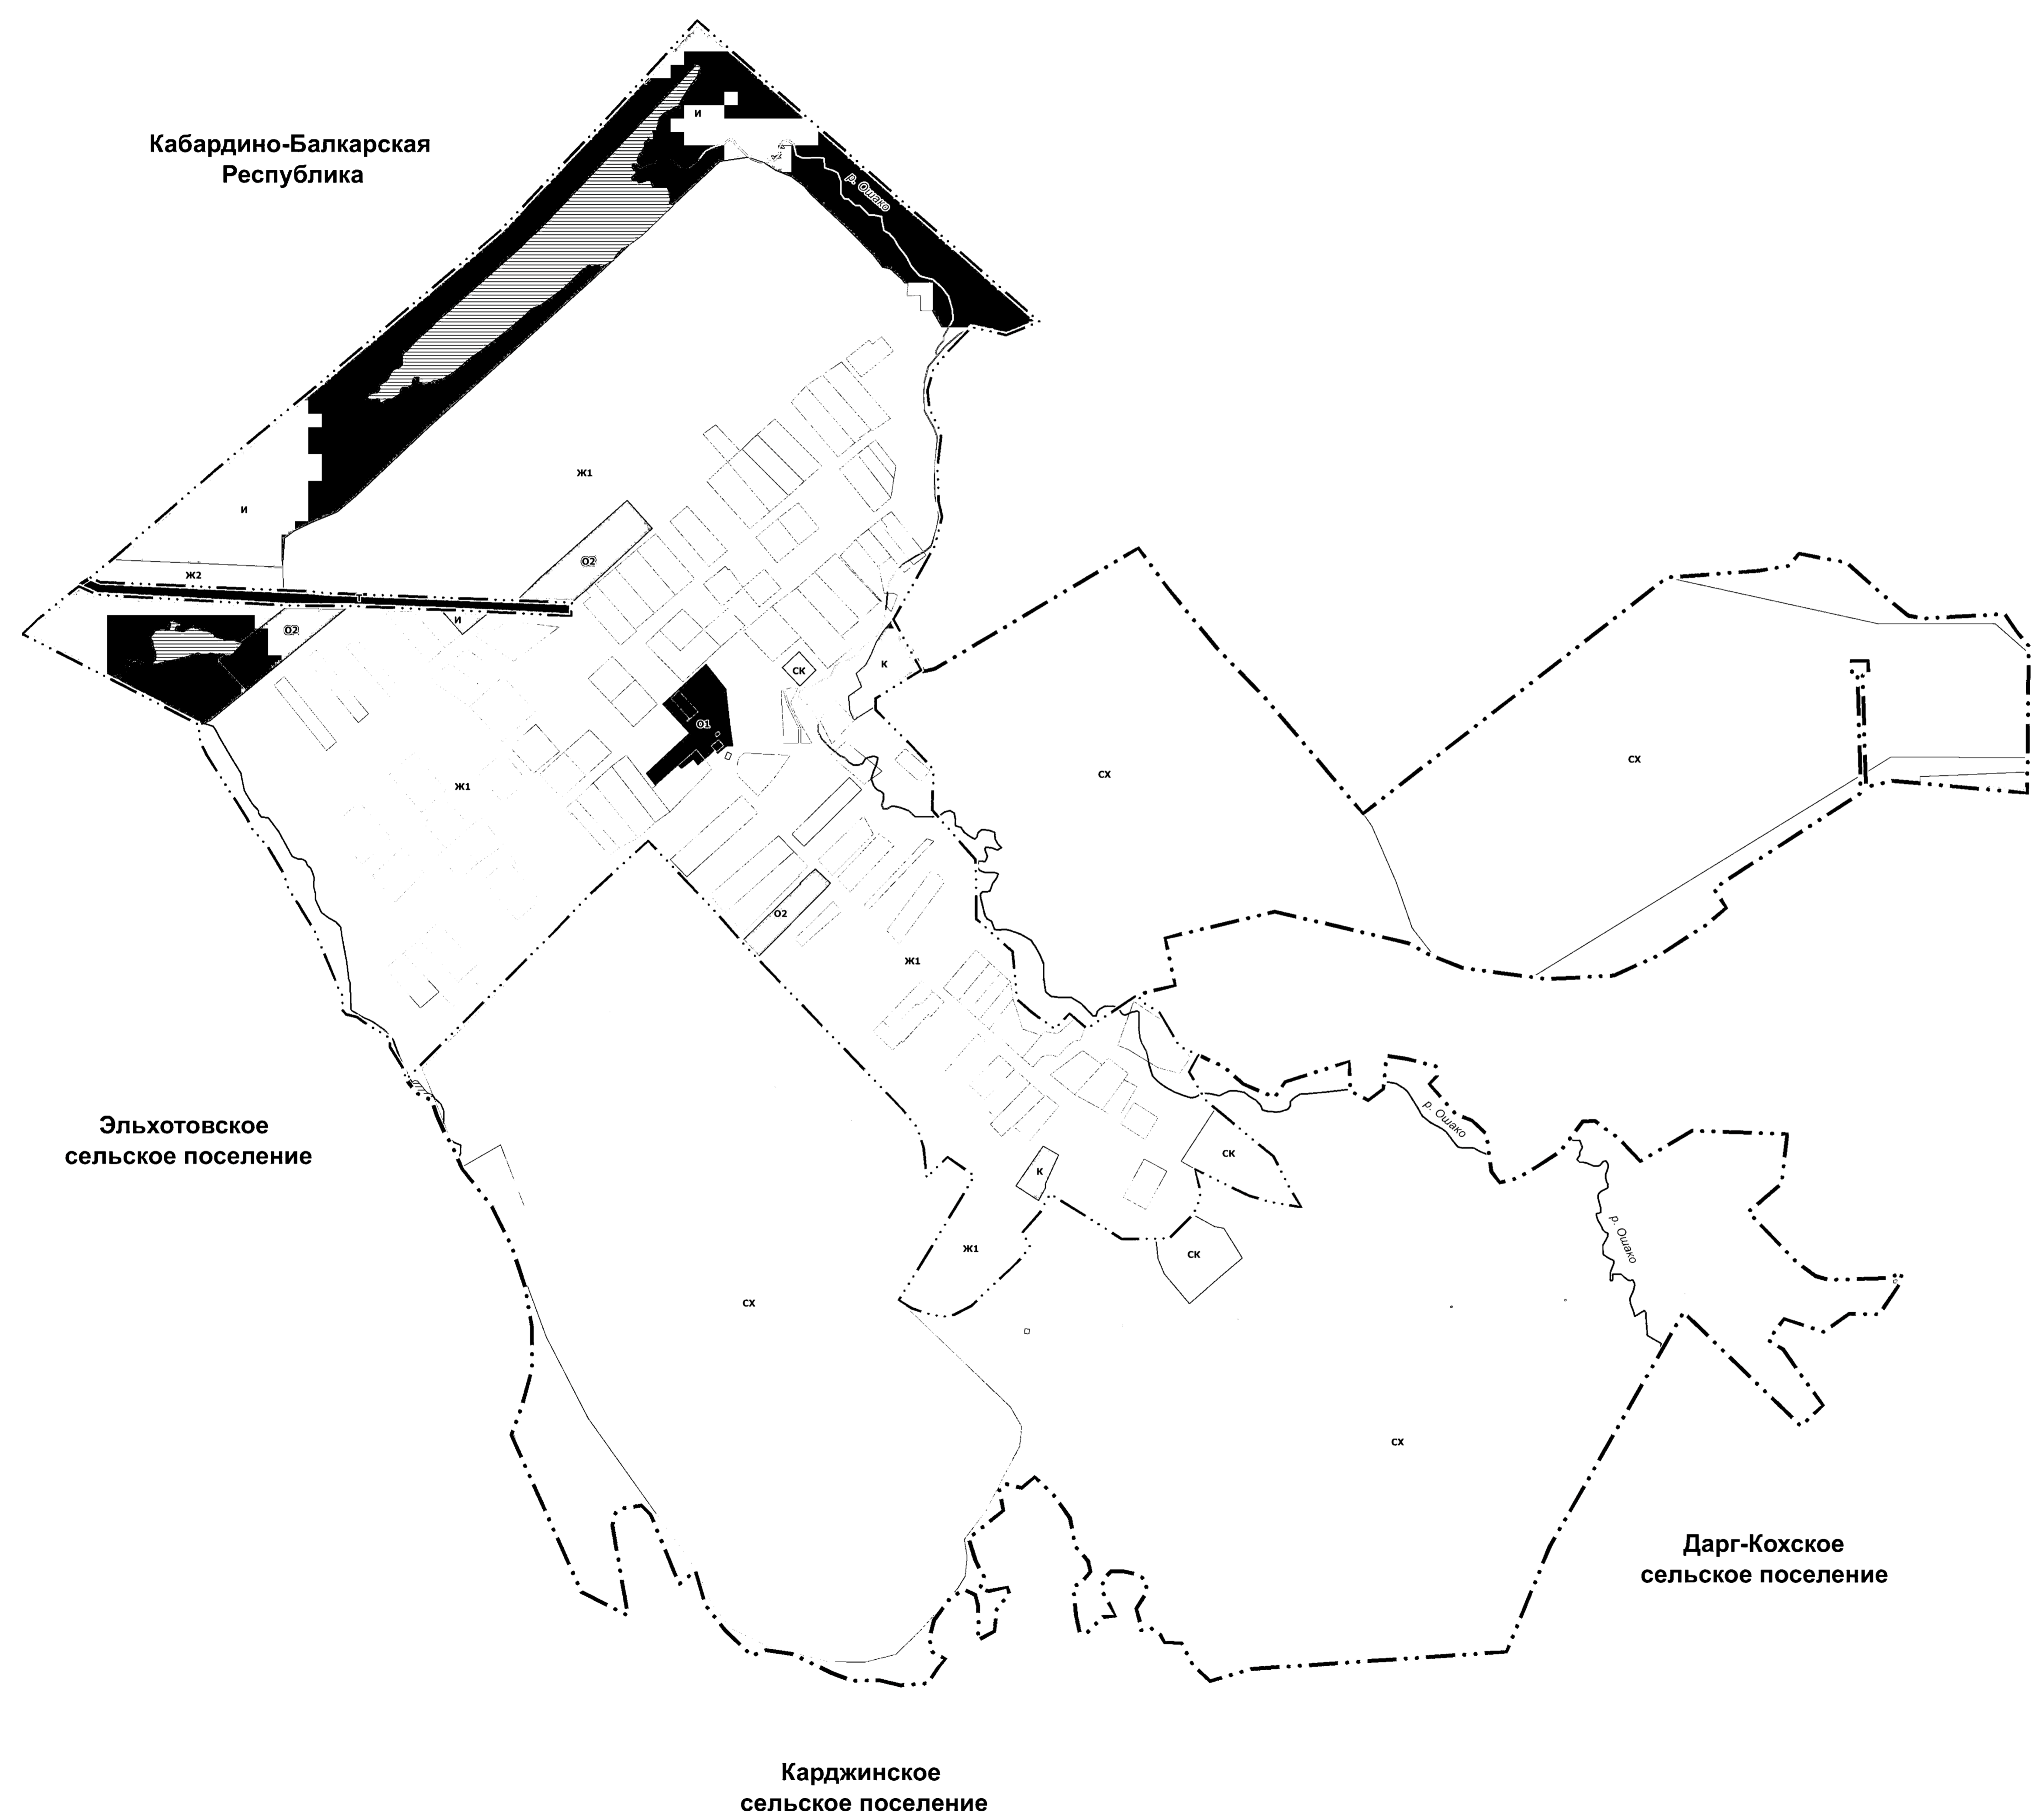 И
Кабардино-Балкарская
Республика
р. Ошако
Ж1
И
О2
Ж2
Т
И
О2
К
СК
О1
СХ
СХ
Ж1
О2
Ж1
р. Ошако
Эльхотовское
сельское поселение
СК
К
р. Ошако
Ж1
СК
СХ
СХ
Дарг-Кохское
сельское поселение
Карджинское
сельское поселение